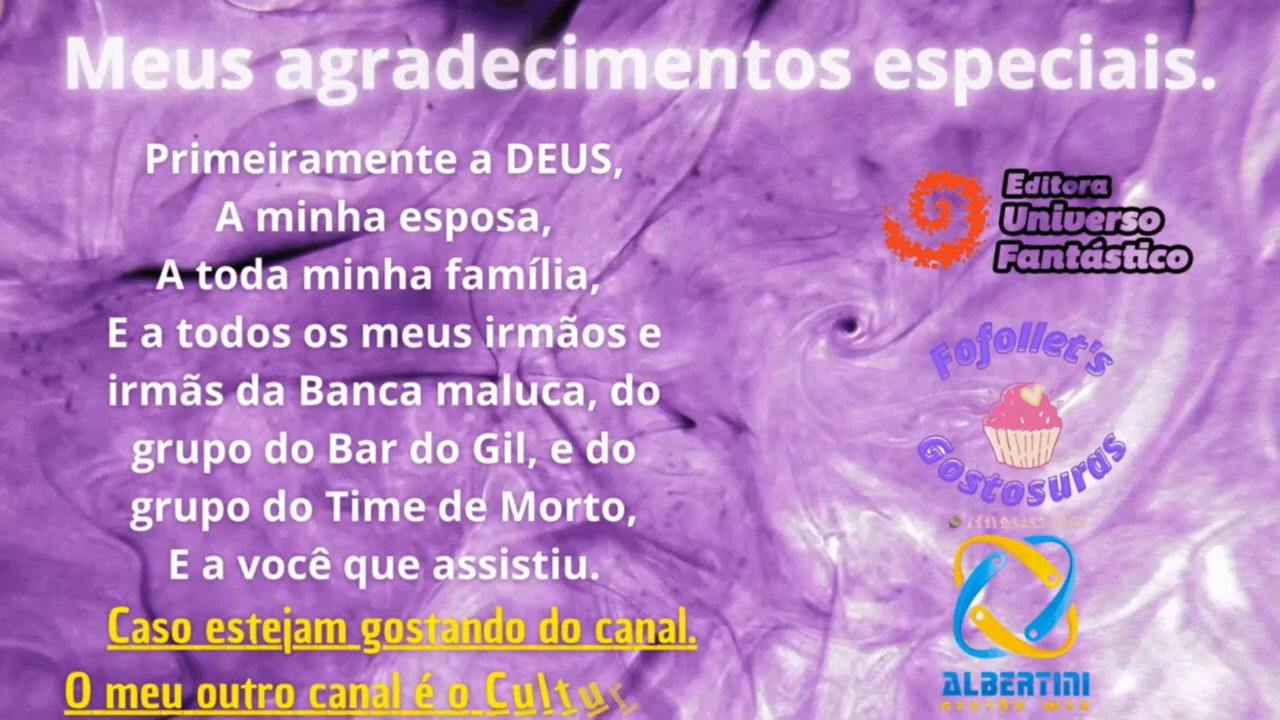 Meus agradecimentos especiais.
Primeiramente a DEUS,
A minha esposa,
A toda minha família,
E a todos os meus irmãos e
irmãs da Banca maluca, do
grupo do Bar do Gil, e do
grupo do Time de Morto,
E a você que assistiu.
Caso estejam gostando do canal.
O meu outro canal é o Cultur
Editora
Universo
Fantástico
Fofollet's
Gostosuras
ALBERTINI